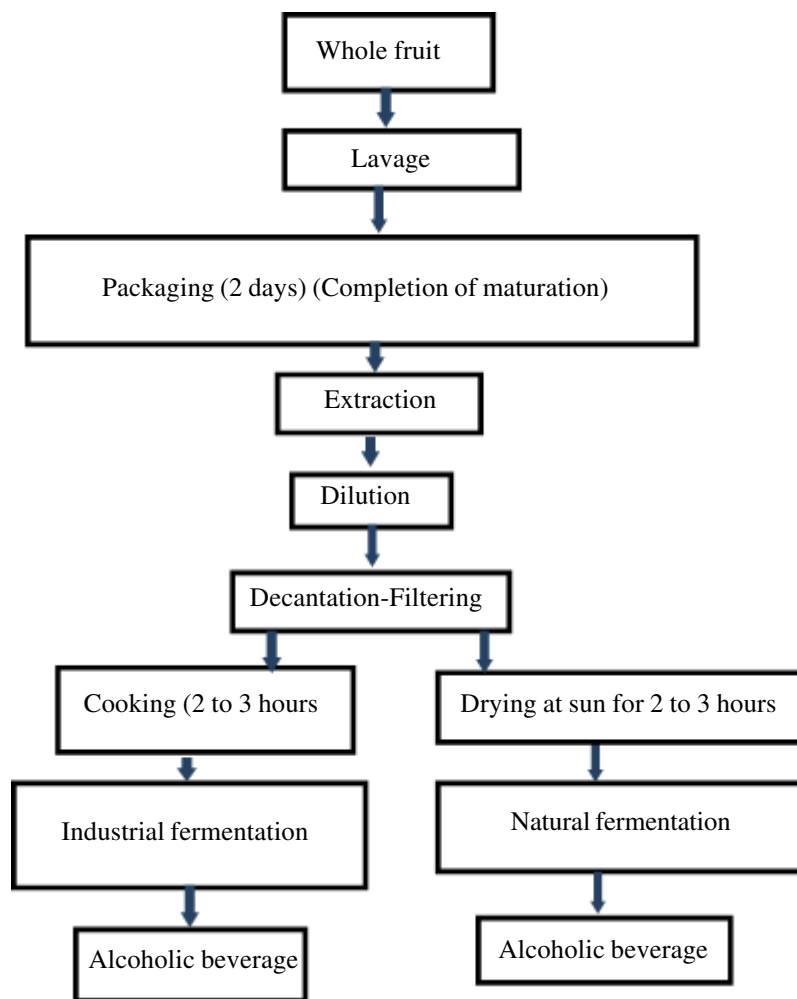 Whole fruit
Lavage
Packaging (2 days) (Completion of maturation)
Extraction
Dilution
Decantation-Filtering
Cooking (2 to 3 hours
Drying at sun for 2 to 3 hours
Industrial fermentation
Natural fermentation
Alcoholic beverage
Alcoholic beverage